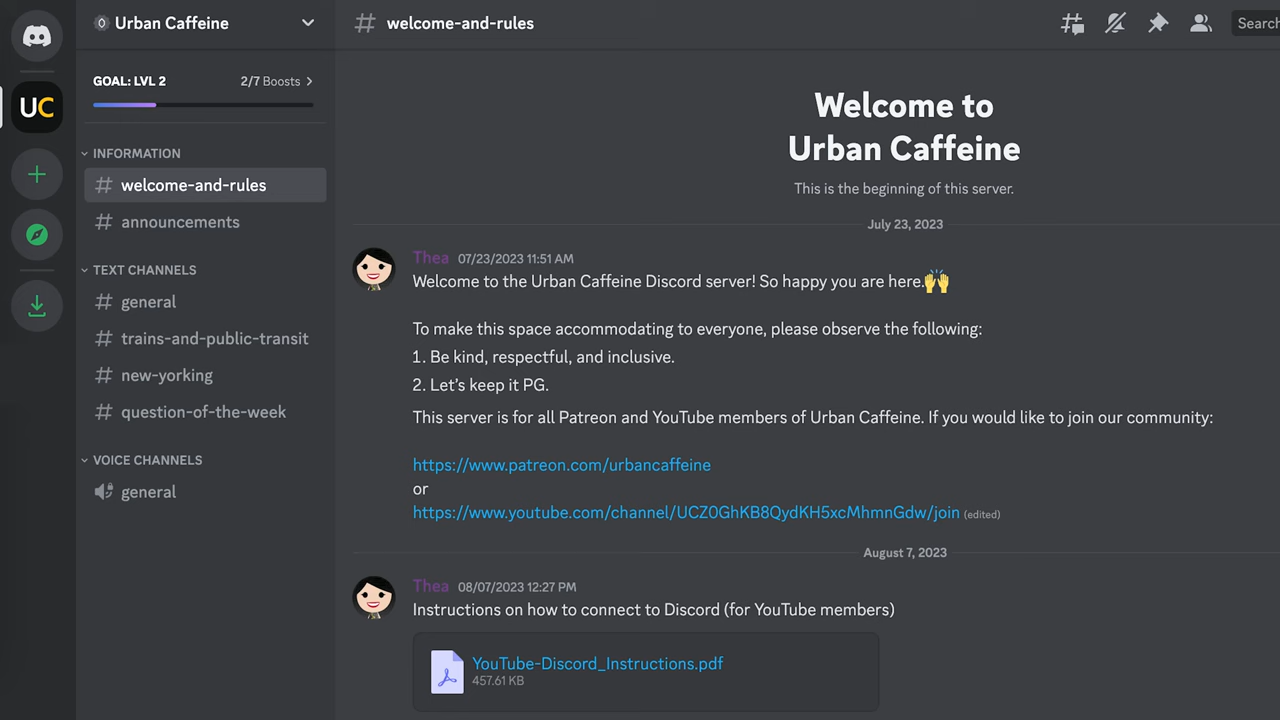 Urban Caffeine
welcome-and-rules
Search
GOAL: LVL 2
2/7 Boosts
UC
INFORMATION
welcome-and-rules
announcements
TEXT CHANNELS
general
trains-and-public-transit
new-yorking
question-of-the-week
VOICE CHANNELS
general
Welcome to
Urban Caffeine
This is the beginning of this server.
July 23, 2023
Thea 07/23/2023 11:51 AM
Welcome to the Urban Caffeine Discord server! So happy you are here.🙌
To make this space accommodating to everyone, please observe the following:
1. Be kind, respectful, and inclusive.
2. Let's keep it PG.
This server is for all Patreon and YouTube members of Urban Caffeine. If you would like to join our community:
https://www.patreon.com/urbancaffeine
or
https://www.youtube.com/channel/UCZ0GhKB8QydKH5xcMhmnGdw/join (edited)
August 7, 2023
Thea 08/07/2023 12:27 PM
Instructions on how to connect to Discord (for YouTube members)
YouTube-Discord_Instructions.pdf
457.61 KB